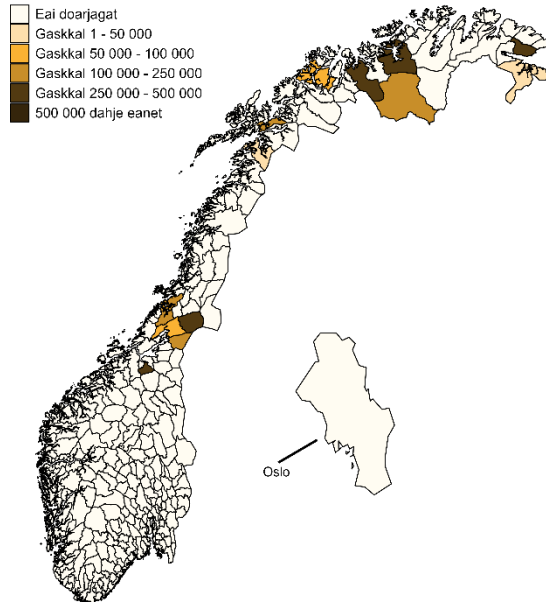 Eai doarjagat
Gaskkal 1 - 50 000
Gaskkal 50 000 - 100 000
Gaskkal 100 000 - 250 000
Gaskkal 250 000 - 500 000
500 000 dahje eanet
Oslo